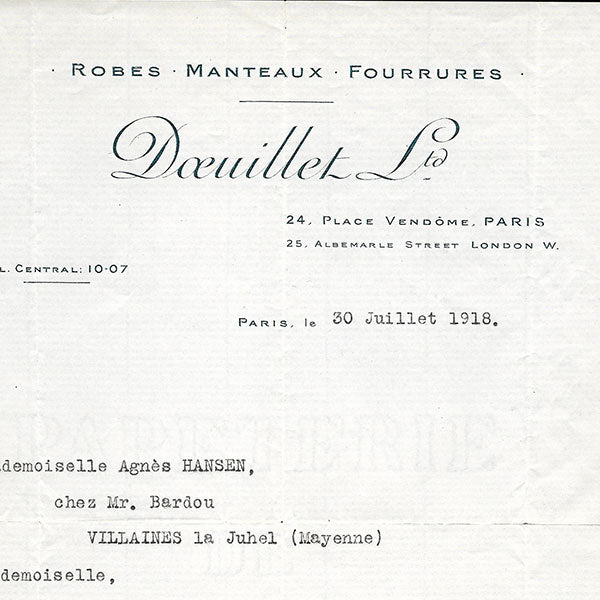 · ROBES · MANTEAUX · FOURRURES ·
Dœuillet Ltd
24, PLACE VENDÔME, PARIS
25, ALBEMARLE STREET LONDON W.
L. CENTRAL: 10-07
PARIS, le 30 Juillet 1918.
demoiselle Agnès HANSEN,
chez Mr. Bardou
VILLAINES la Juhel (Mayenne)
demoiselle,